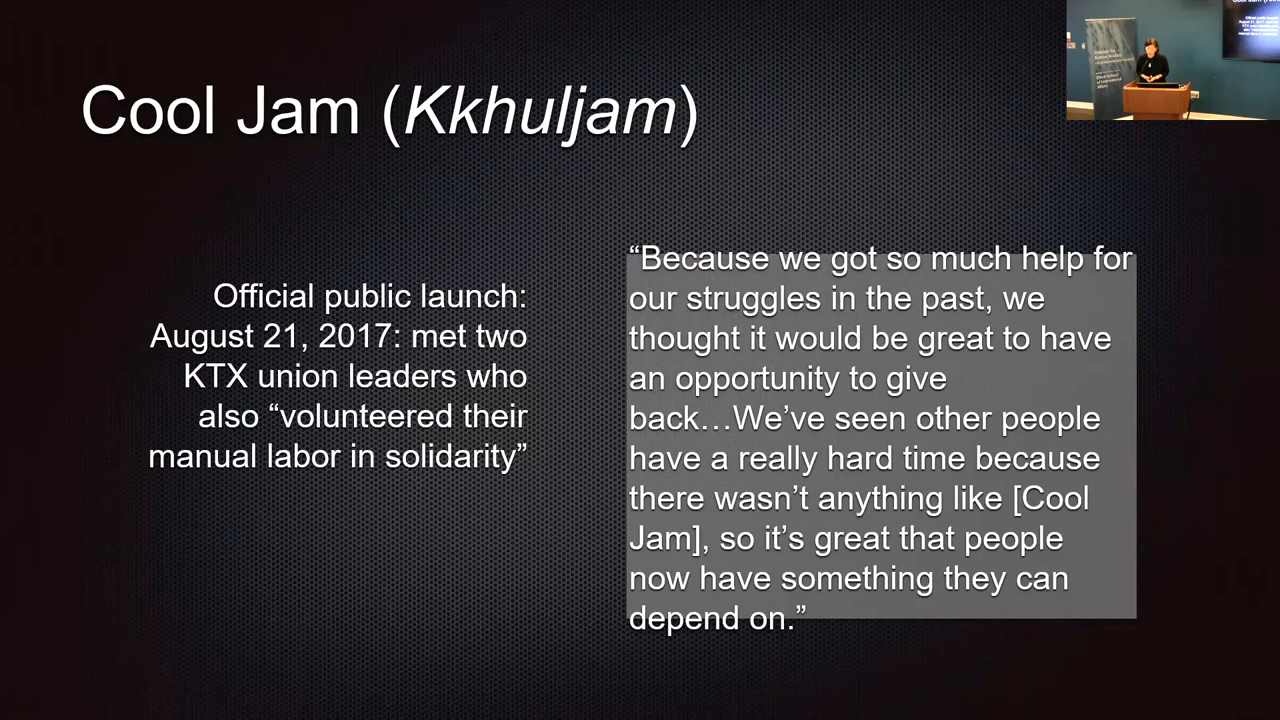 Cool Jam (Kkhuljam)
Official public launch:
August 21, 2017: met two
KTX union leaders who
also “volunteered their
manual labor in solidarity”
“Because we got so much help for
our struggles in the past, we
thought it would be great to have
an opportunity to give
back…We’ve seen other people
have a really hard time because
there wasn’t anything like [Cool
Jam], so it’s great that people
now have something they can
depend on.”